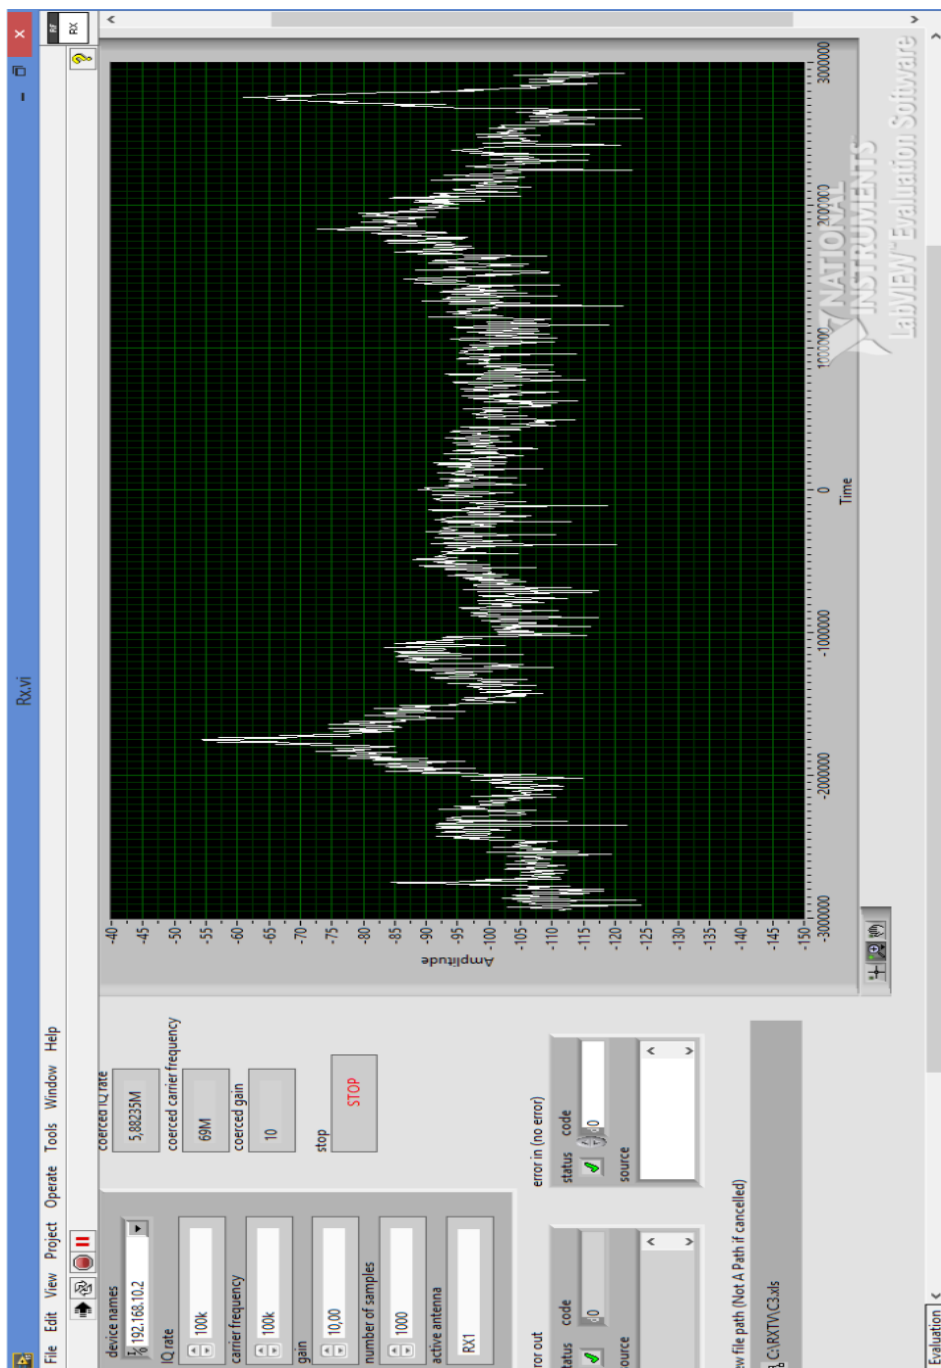 Rx.vi
File Edit View Project Operate Tools Window Help
RF
RX
device names
192.168.10.2
IQ rate
100k
carrier frequency
100k
gain
10,00
number of samples
1000
active antenna
RX1
coerced IQ rate
5,88235M
coerced carrier frequency
69M
coerced gain
10
stop
STOP
error in (no error)
status code
d 0
source
rror out
status code
d 0
source
ew file path (Not A Path if cancelled)
C:\RXTV\C3.xls
Amplitude
-40
-45
-50
-55
-60
-65
-70
-75
-80
-85
-90
-95
-100
-105
-110
-115
-120
-125
-130
-135
-140
-145
-150
-3000000 -2000000 -1000000 0 1000000 2000000 3000000
Time
NATIONAL
INSTRUMENTS
LabVIEW™ Evaluation Software
Evaluation